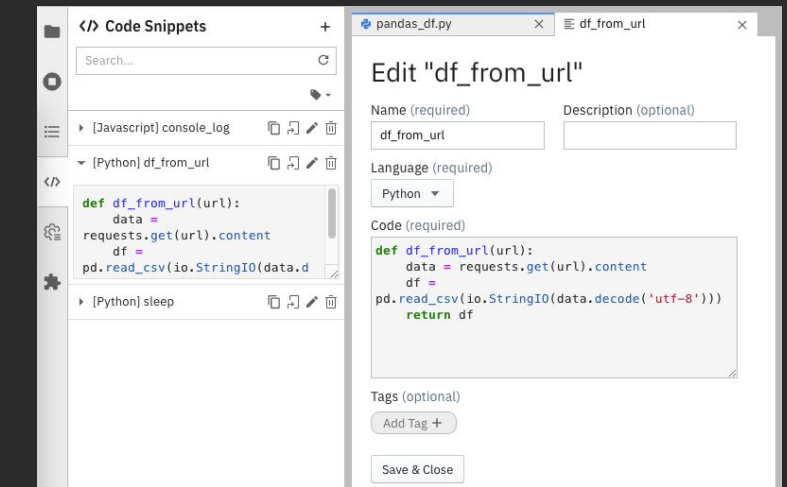 </> Code Snippets +
Search...
[Javascript] console_log
[Python] df_from_url
def df_from_url(url):
    data =
requests.get(url).content
    df =
pd.read_csv(io.StringIO(data.d
[Python] sleep
pandas_df.py
df_from_url
Edit "df_from_url"
Name (required) Description (optional)
df_from_url
Language (required)
Python
Code (required)
def df_from_url(url):
    data = requests.get(url).content
    df =
pd.read_csv(io.StringIO(data.decode('utf-8')))
    return df
Tags (optional)
Add Tag +
Save & Close